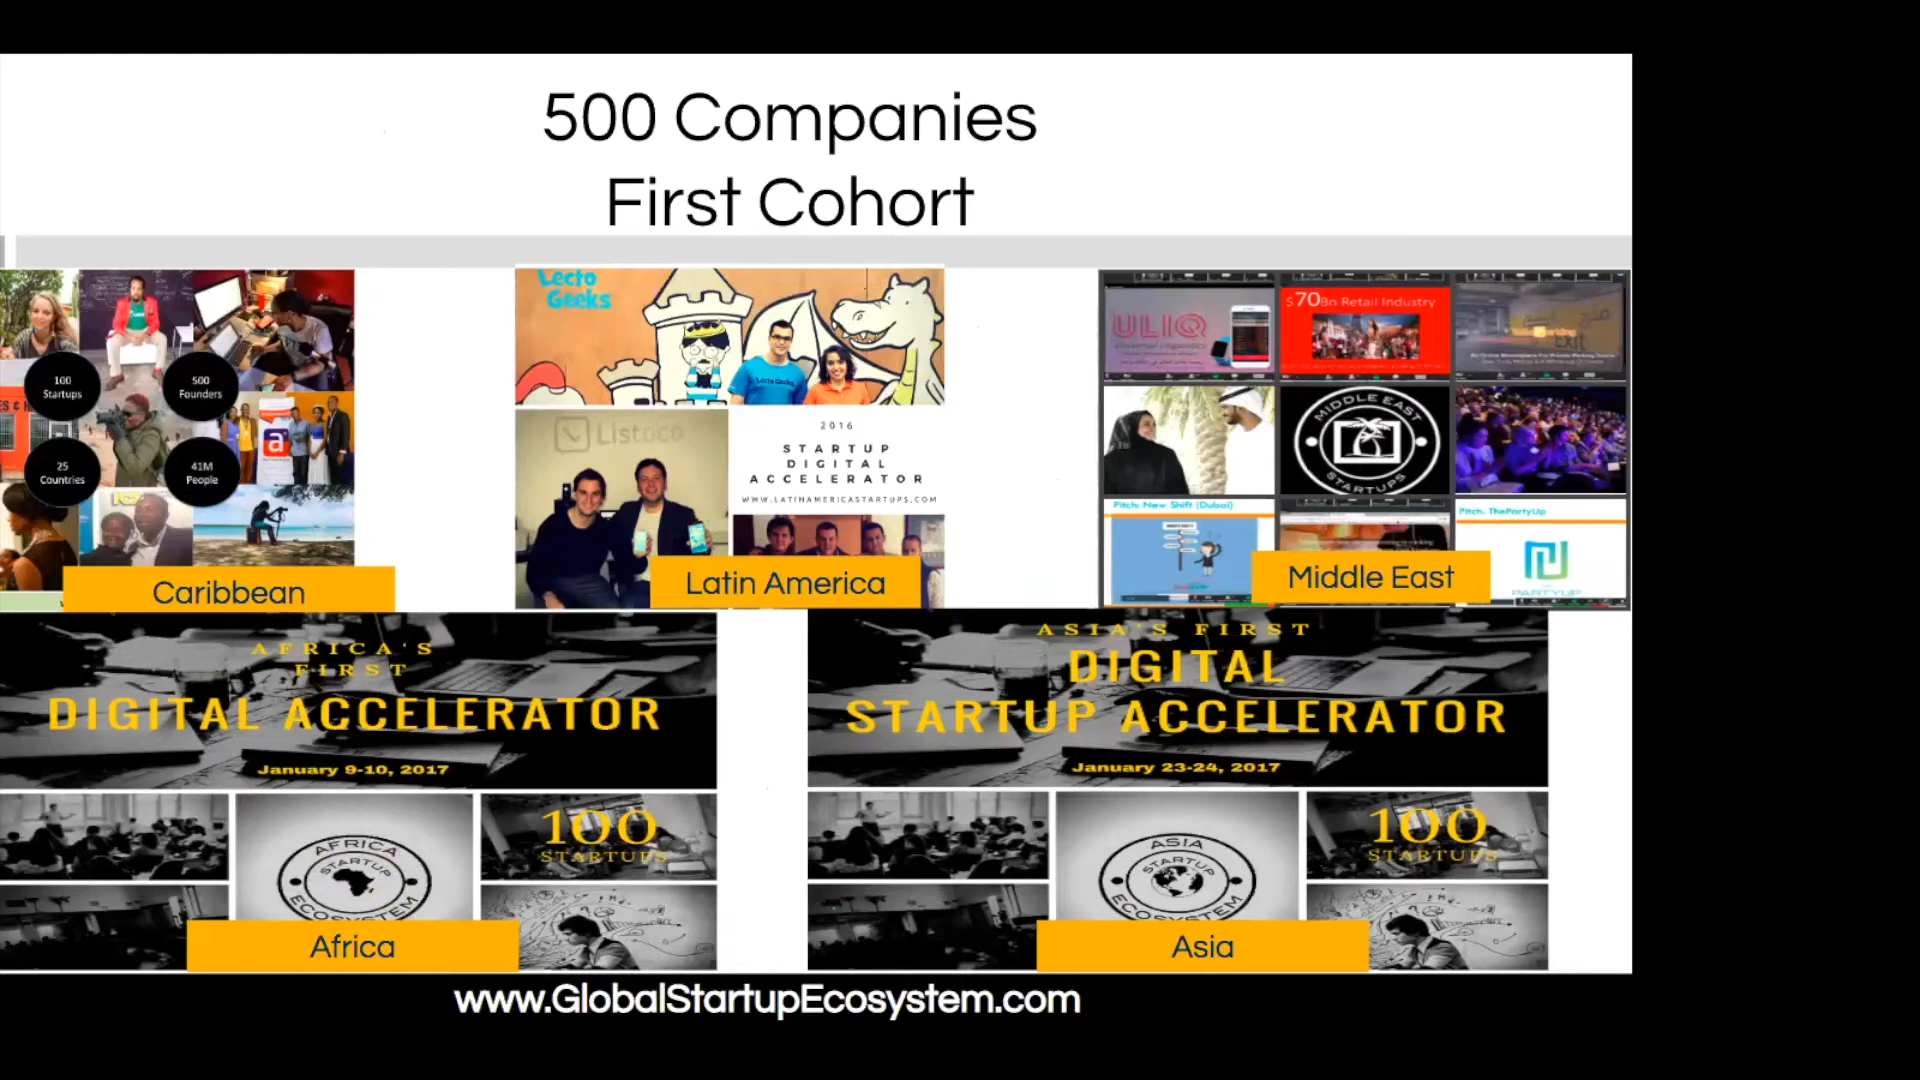 500 Companies
First Cohort
100
Startups
500
Founders
25
Countries
41M
People
Caribbean
Lecto
Geeks
Listoco
2016
STARTUP
DIGITAL
ACCELERATOR
WWW.LATINAMERICASTARTUPS.COM
Latin America
ULIQ
$70Bn Retail Industry
EXIT
MIDDLE EAST
STARTUPS
Pitch: New Shift (Dubai)
Pitch: ThePartyUp
PARTYUP
Middle East
AFRICA'S
FIRST
DIGITAL ACCELERATOR
January 9-10, 2017
AFRICA
STARTUP
ECOSYSTEM
100
STARTUPS
Africa
ASIA'S FIRST
DIGITAL
STARTUP ACCELERATOR
January 23-24, 2017
ASIA
STARTUP
ECOSYSTEM
100
STARTUPS
Asia
www.GlobalStartupEcosystem.com